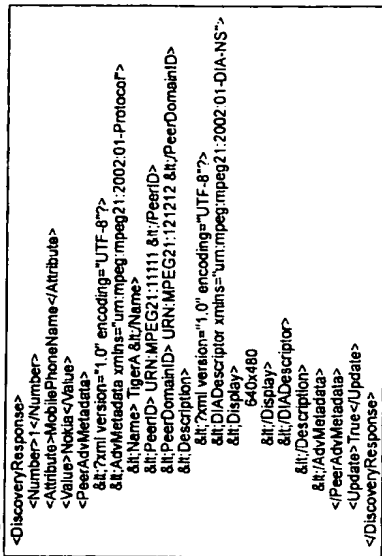 <DiscoveryResponse>
<Number>1</Number>
<Attribute>MobilePhoneName</Attribute>
<Value>Nokia</Value>
<PeerAdvMetadata>
&lt;?xml version="1.0" encoding="UTF-8"?>
&lt;AdvMetadata xmlns="urn:mpeg:mpeg21:2002:01-Protocol">
&lt;Name> TigerA &lt;/Name>
&lt;PeerID> URN:MPEG21:11111 &lt;/PeerID>
&lt;PeerDomainID> URN:MPEG21:121212 &lt;/PeerDomainID>
&lt;Description>
&lt;?xml version="1.0" encoding="UTF-8"?>
&lt;DIADescriptor xmlns="urn:mpeg:mpeg21:2002:01-DIA-NS">
&lt;Display>
640x480
&lt;/Display>
&lt;/DIADescriptor>
&lt;/Description>
&lt;/AdvMetadata>
</PeerAdvMetadata>
<Update>True</Update>
</DiscoveryResponse>